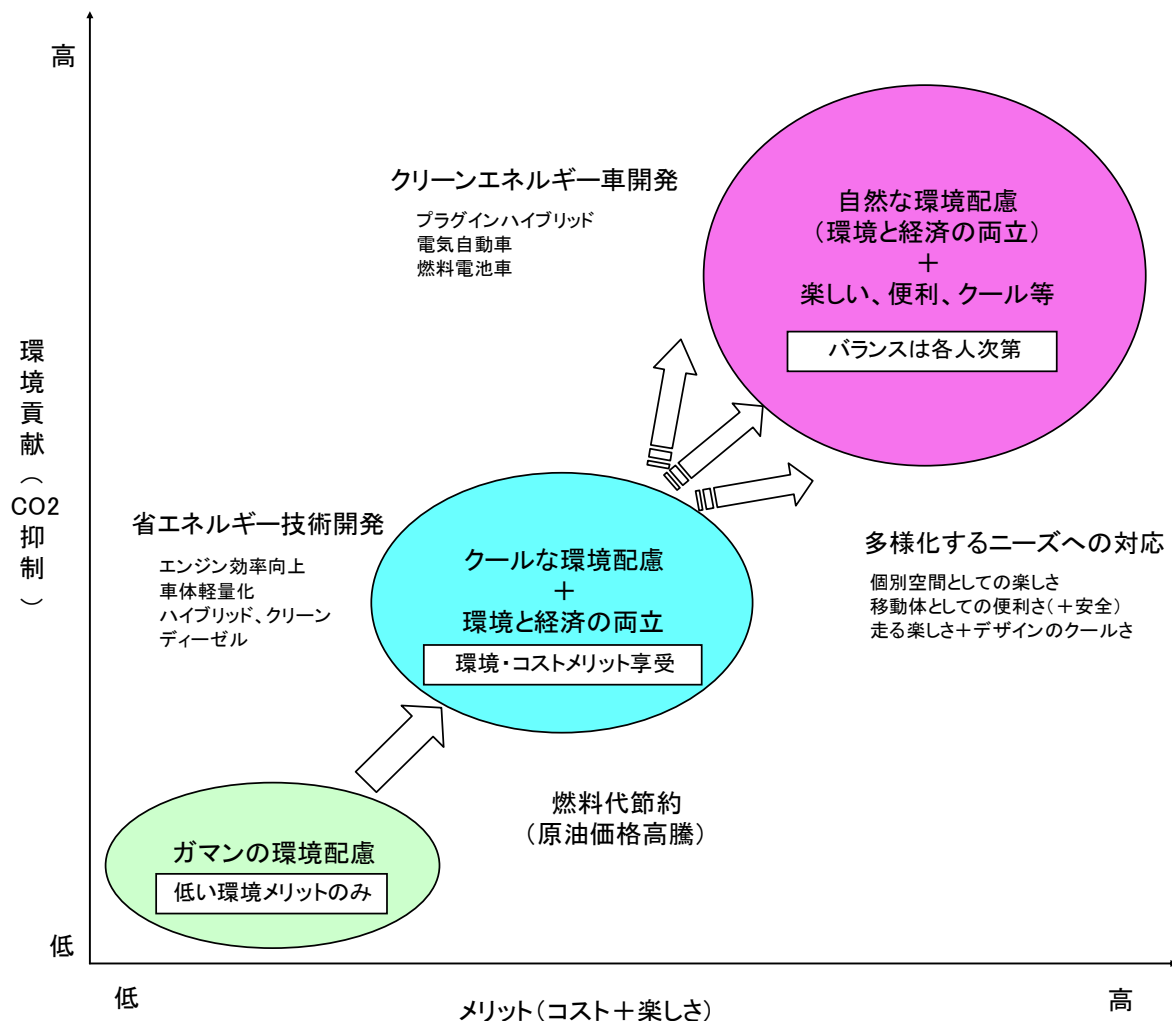 高
クリーンエネルギー車開発
プラグインハイブリッド
電気自動車
燃料電池車
自然な環境配慮
(環境と経済の両立)
+
楽しい、便利、クール等
バランスは各人次第
環境貢献(CO2抑制)
省エネルギー技術開発
エンジン効率向上
車体軽量化
ハイブリッド、クリーン
ディーゼル
クールな環境配慮
+
環境と経済の両立
環境・コストメリット享受
多様化するニーズへの対応
個別空間としての楽しさ
移動体としての便利さ(+安全)
走る楽しさ+デザインのクールさ
燃料代節約
(原油価格高騰)
ガマンの環境配慮
低い環境メリットのみ
低
低
メリット(コスト+楽しさ)
高